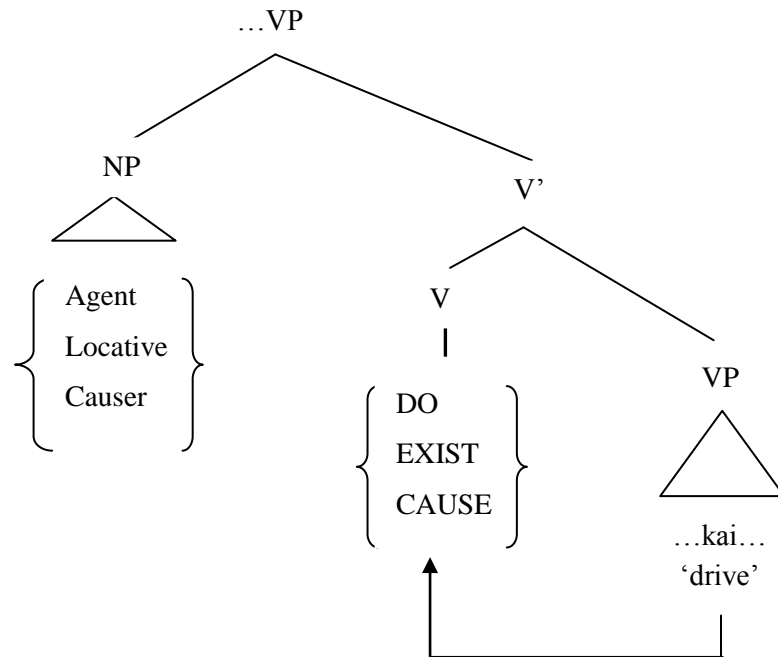 …VP
NP
V’
Agent
Locative
Causer
V
DO
EXIST
CAUSE
VP
…kai…
‘drive’